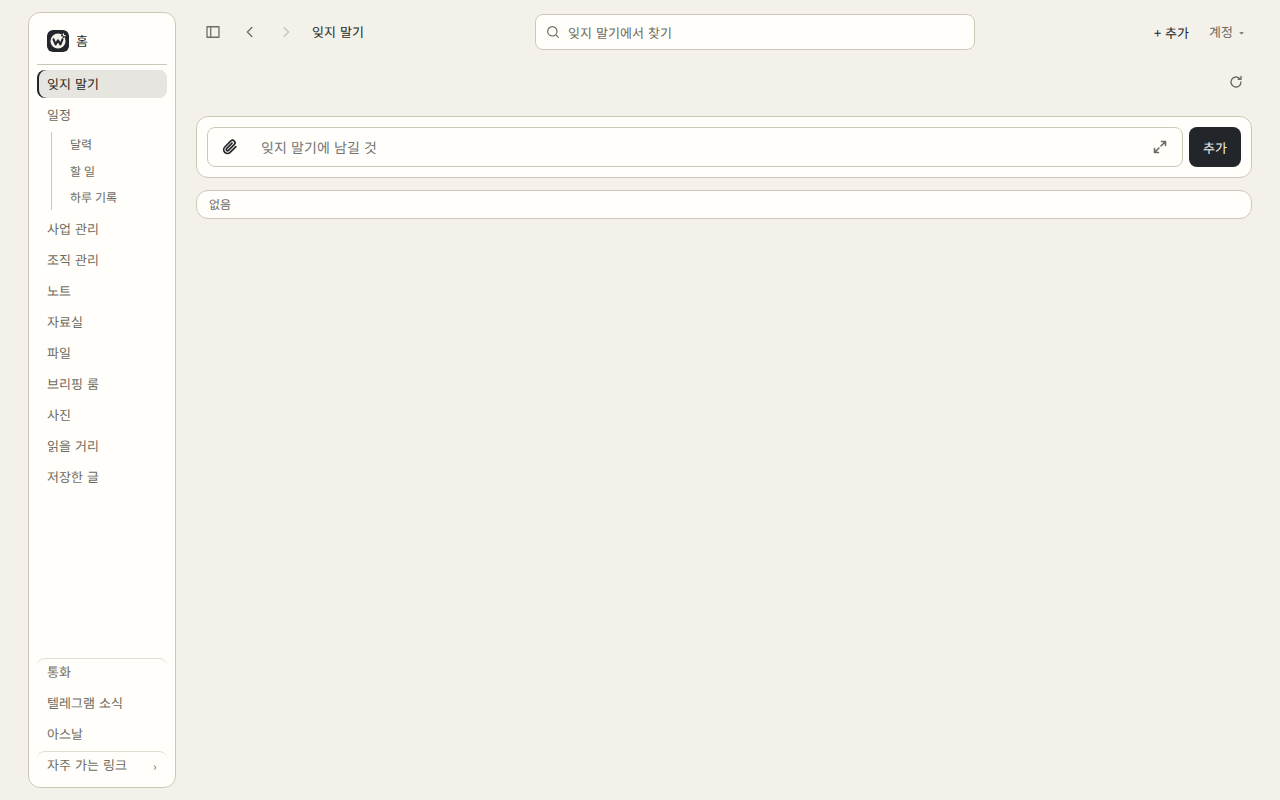 홈
잊지 말기
일정
달력
할 일
하루 기록
사업 관리
조직 관리
노트
자료실
파일
브리핑 룸
사진
읽을 거리
저장한 글
통화
텔레그램 소식
아스날
자주 가는 링크 ›
잊지 말기
잊지 말기에서 찾기
+ 추가
계정
잊지 말기에 남길 것
추가
없음